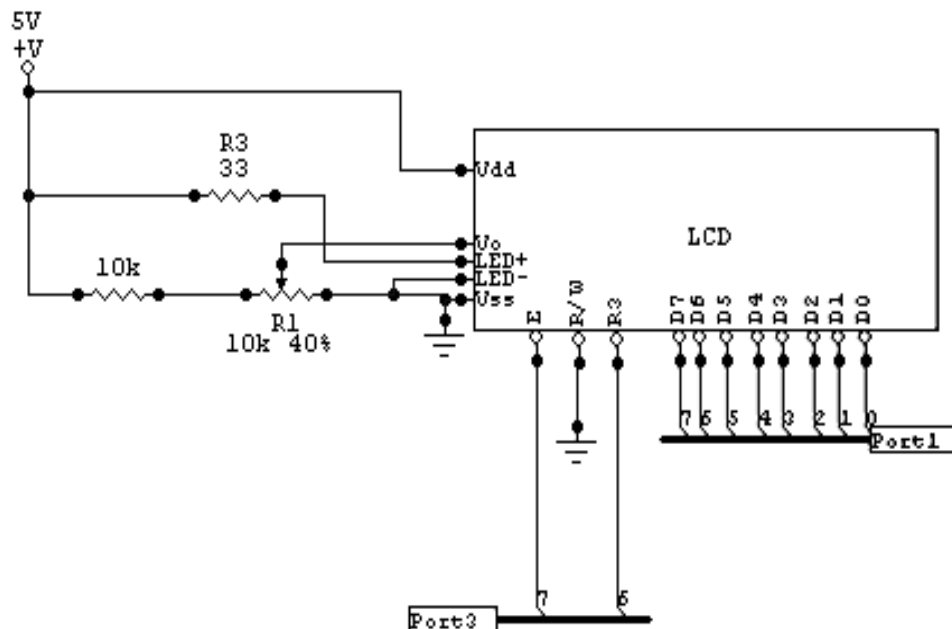 5V
+V
R3
33
Vdd
LCD
Vo
LED+
10k
LED-
Vss
R1
10k 40%
E
R/W
R3
D7
D6
D5
D4
D3
D2
D1
D0
7 6 5 4 3 2 1 0
Port1
7 6
Port3